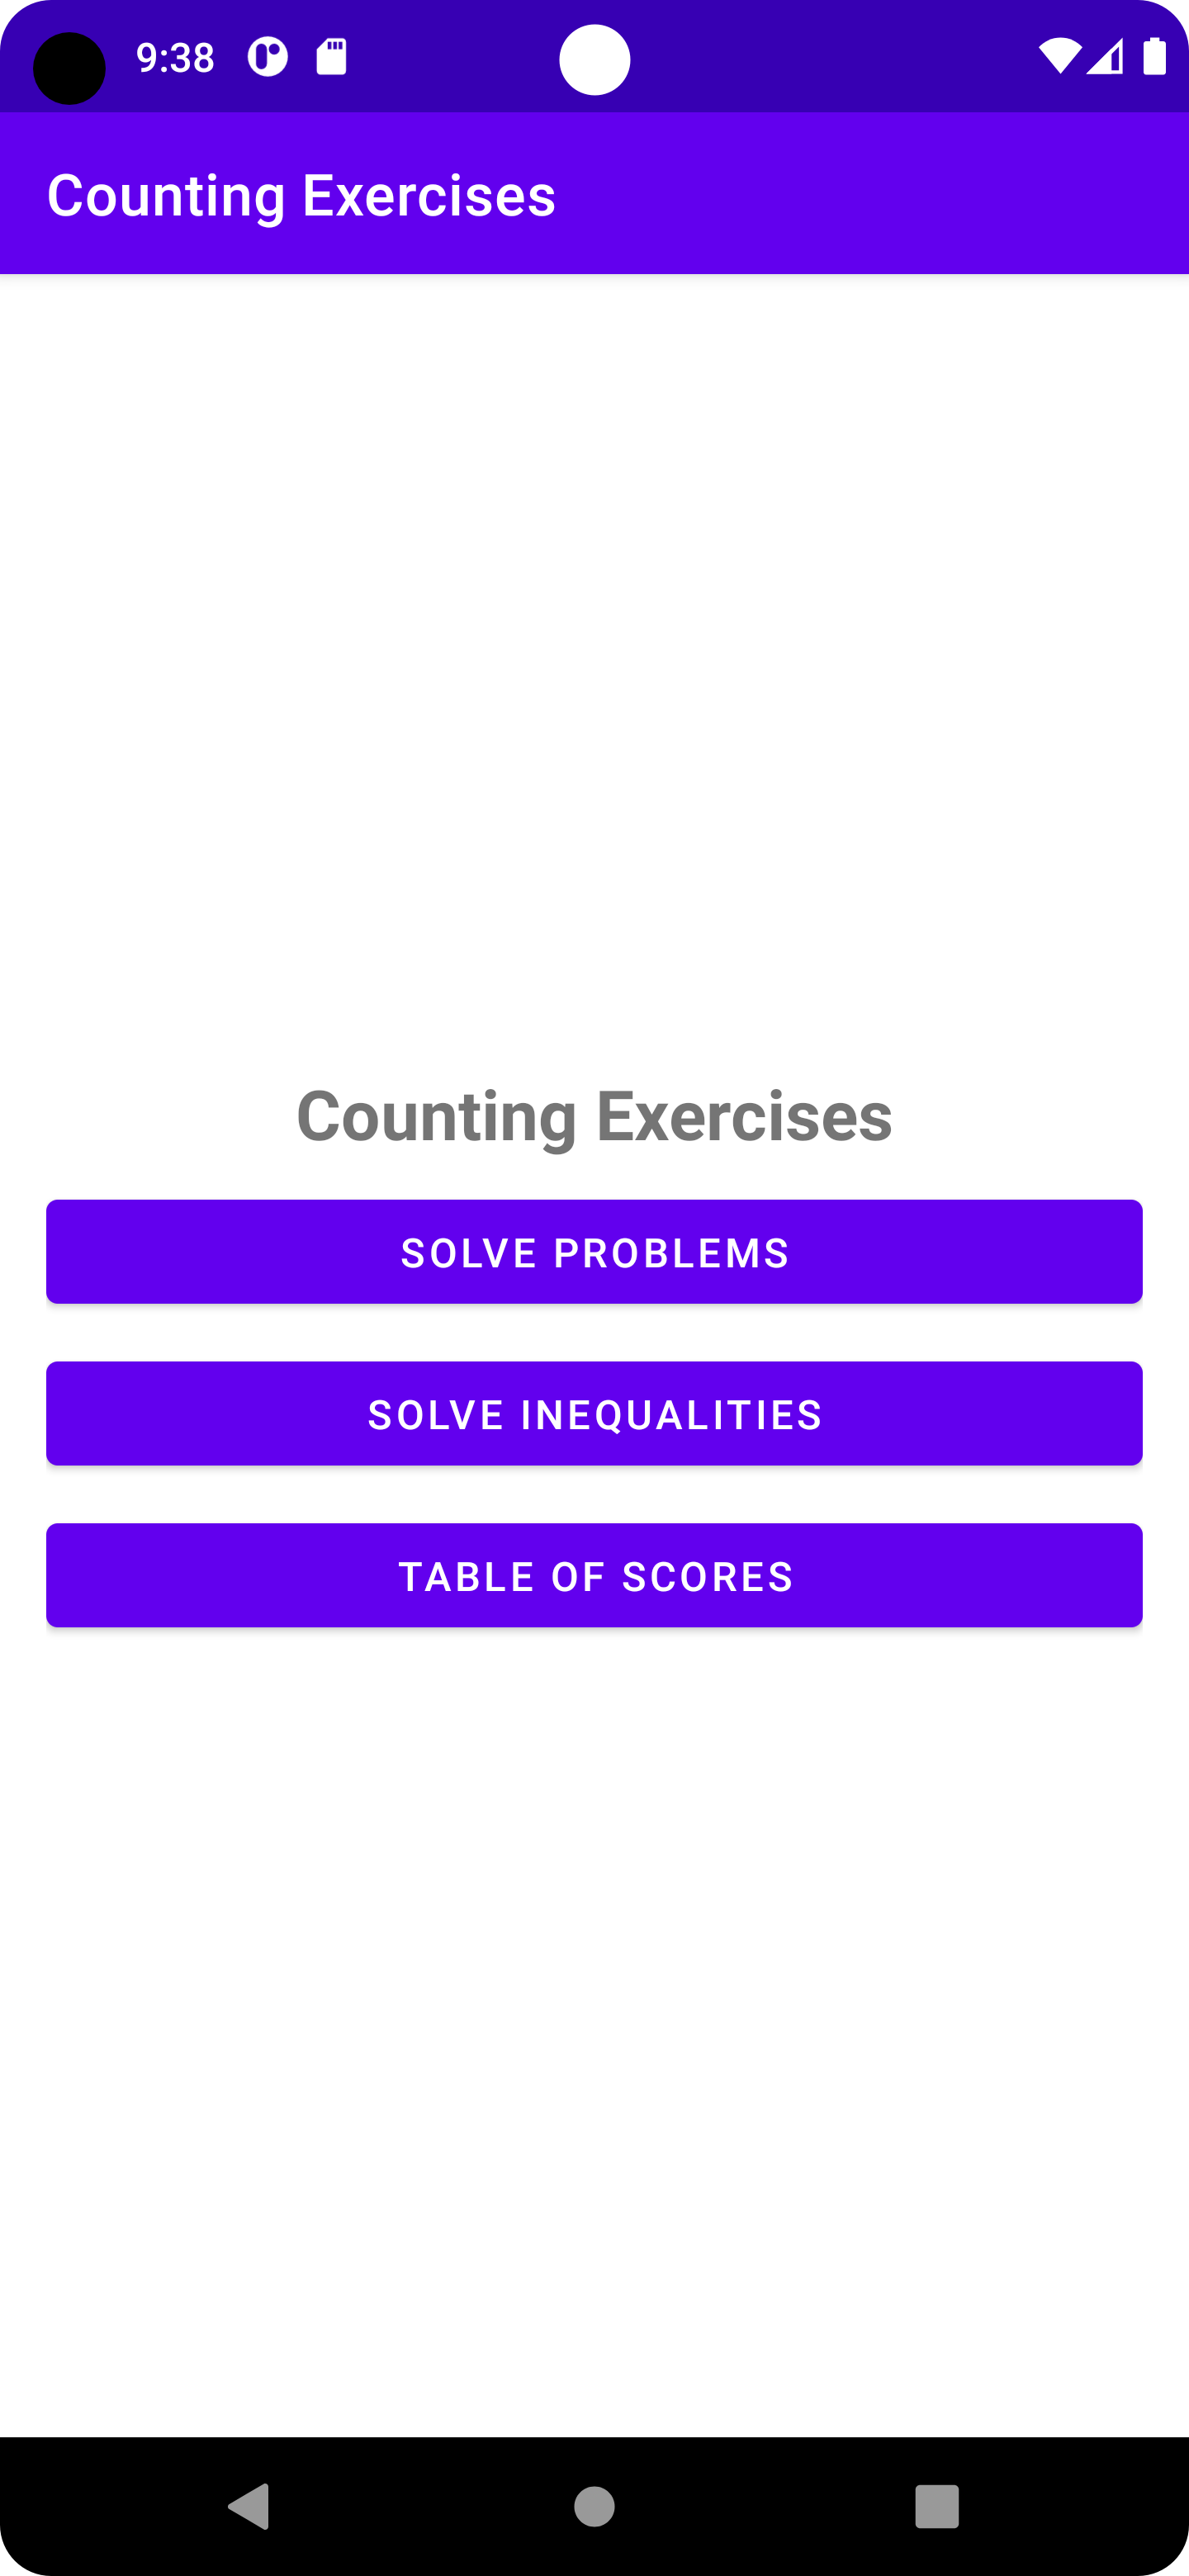 9:38
Counting Exercises
Counting Exercises
SOLVE PROBLEMS
SOLVE INEQUALITIES
TABLE OF SCORES